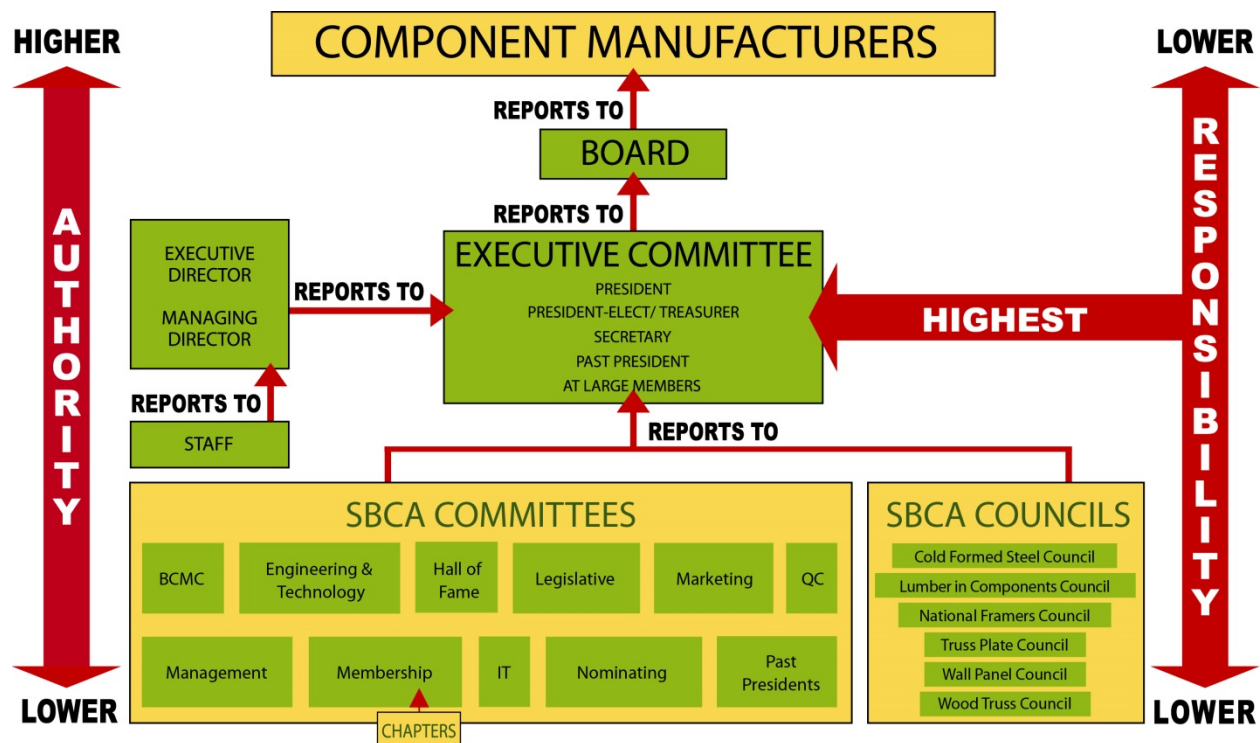 HIGHER
COMPONENT MANUFACTURERS
LOWER
REPORTS TO
BOARD
REPORTS TO
AUTHORITY
RESPONSIBILITY
EXECUTIVE
DIRECTOR
MANAGING
DIRECTOR
REPORTS TO
EXECUTIVE COMMITTEE
PRESIDENT
PRESIDENT-ELECT/ TREASURER
SECRETARY
PAST PRESIDENT
AT LARGE MEMBERS
HIGHEST
REPORTS TO
STAFF
REPORTS TO
SBCA COMMITTEES
BCMC
Engineering &
Technology
Hall of
Fame
Legislative
Marketing
QC
Management
Membership
IT
Nominating
Past
Presidents
CHAPTERS
SBCA COUNCILS
Cold Formed Steel Council
Lumber in Components Council
National Framers Council
Truss Plate Council
Wall Panel Council
Wood Truss Council
LOWER
LOWER